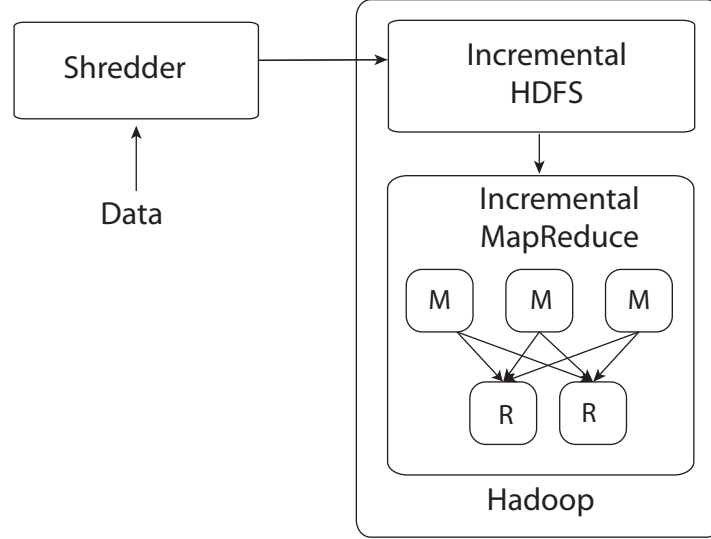 Shredder
Data
Incremental
HDFS
Incremental
MapReduce
M M M
R R
Hadoop